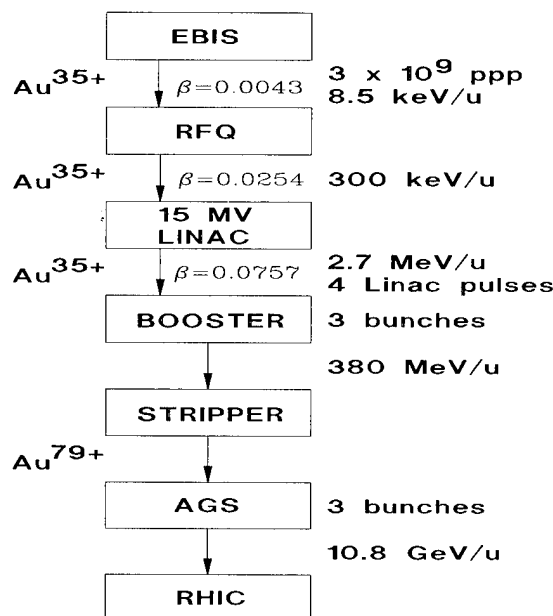 EBIS
Au35+ β=0.0043 3 x 10^9 ppp
8.5 keV/u
RFQ
Au35+ β=0.0254 300 keV/u
15 MV
LINAC
Au35+ β=0.0757 2.7 MeV/u
4 Linac pulses
BOOSTER 3 bunches
380 MeV/u
STRIPPER
Au79+
AGS 3 bunches
10.8 GeV/u
RHIC